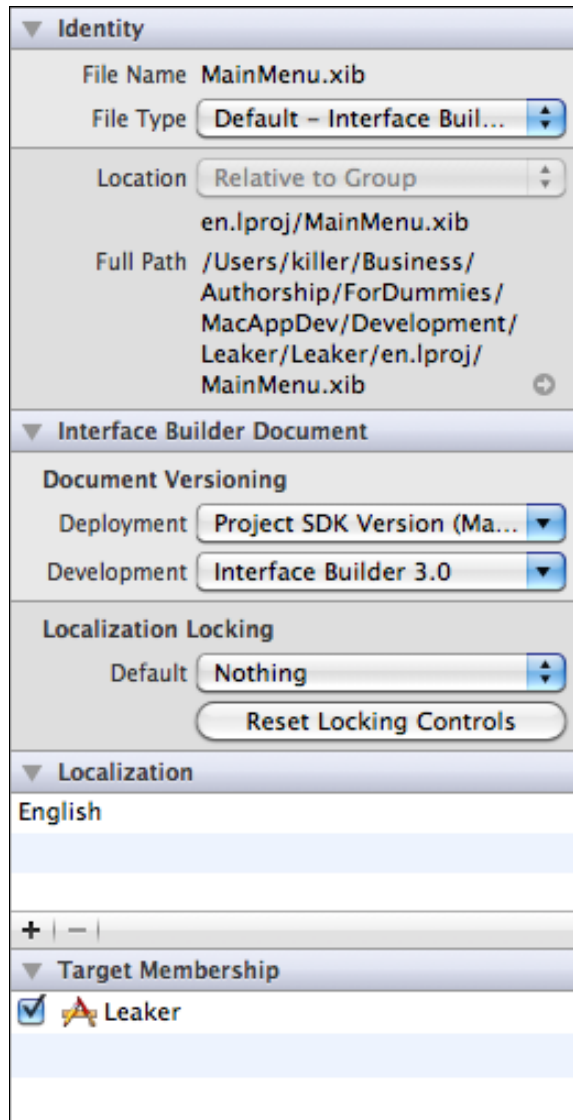 Identity
File Name MainMenu.xib
File Type Default – Interface Buil...
Location Relative to Group
en.lproj/MainMenu.xib
Full Path /Users/killer/Business/
Authorship/ForDummies/
MacAppDev/Development/
Leaker/Leaker/en.lproj/
MainMenu.xib
Interface Builder Document
Document Versioning
Deployment Project SDK Version (Ma...
Development Interface Builder 3.0
Localization Locking
Default Nothing
Reset Locking Controls
Localization
English
Target Membership
Leaker